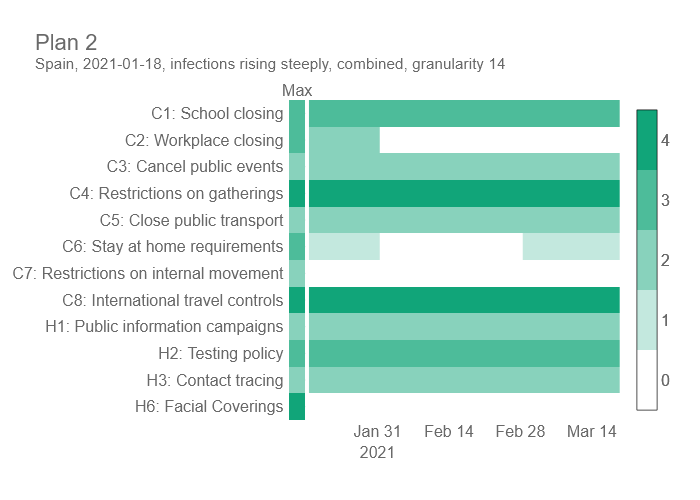 Plan 2
Spain, 2021-01-18, infections rising steeply, combined, granularity 14
Max
C1: School closing
C2: Workplace closing
C3: Cancel public events
C4: Restrictions on gatherings
C5: Close public transport
C6: Stay at home requirements
C7: Restrictions on internal movement
C8: International travel controls
H1: Public information campaigns
H2: Testing policy
H3: Contact tracing
H6: Facial Coverings
4
3
2
1
0
Jan 31 Feb 14 Feb 28 Mar 14
2021